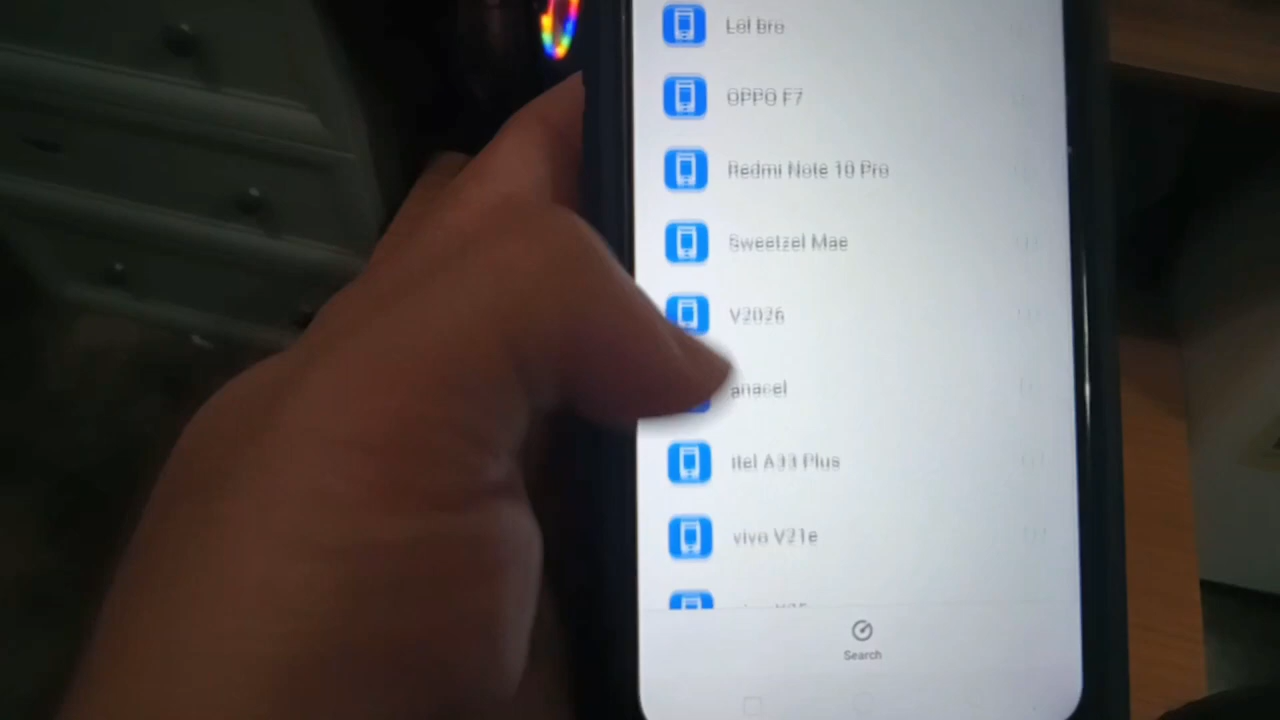 Lol Bro
OPPO F7
Redmi Note 10 Pro
Sweetzel Mae
V2026
anacel
itel A33 Plus
vivo V21e
Search